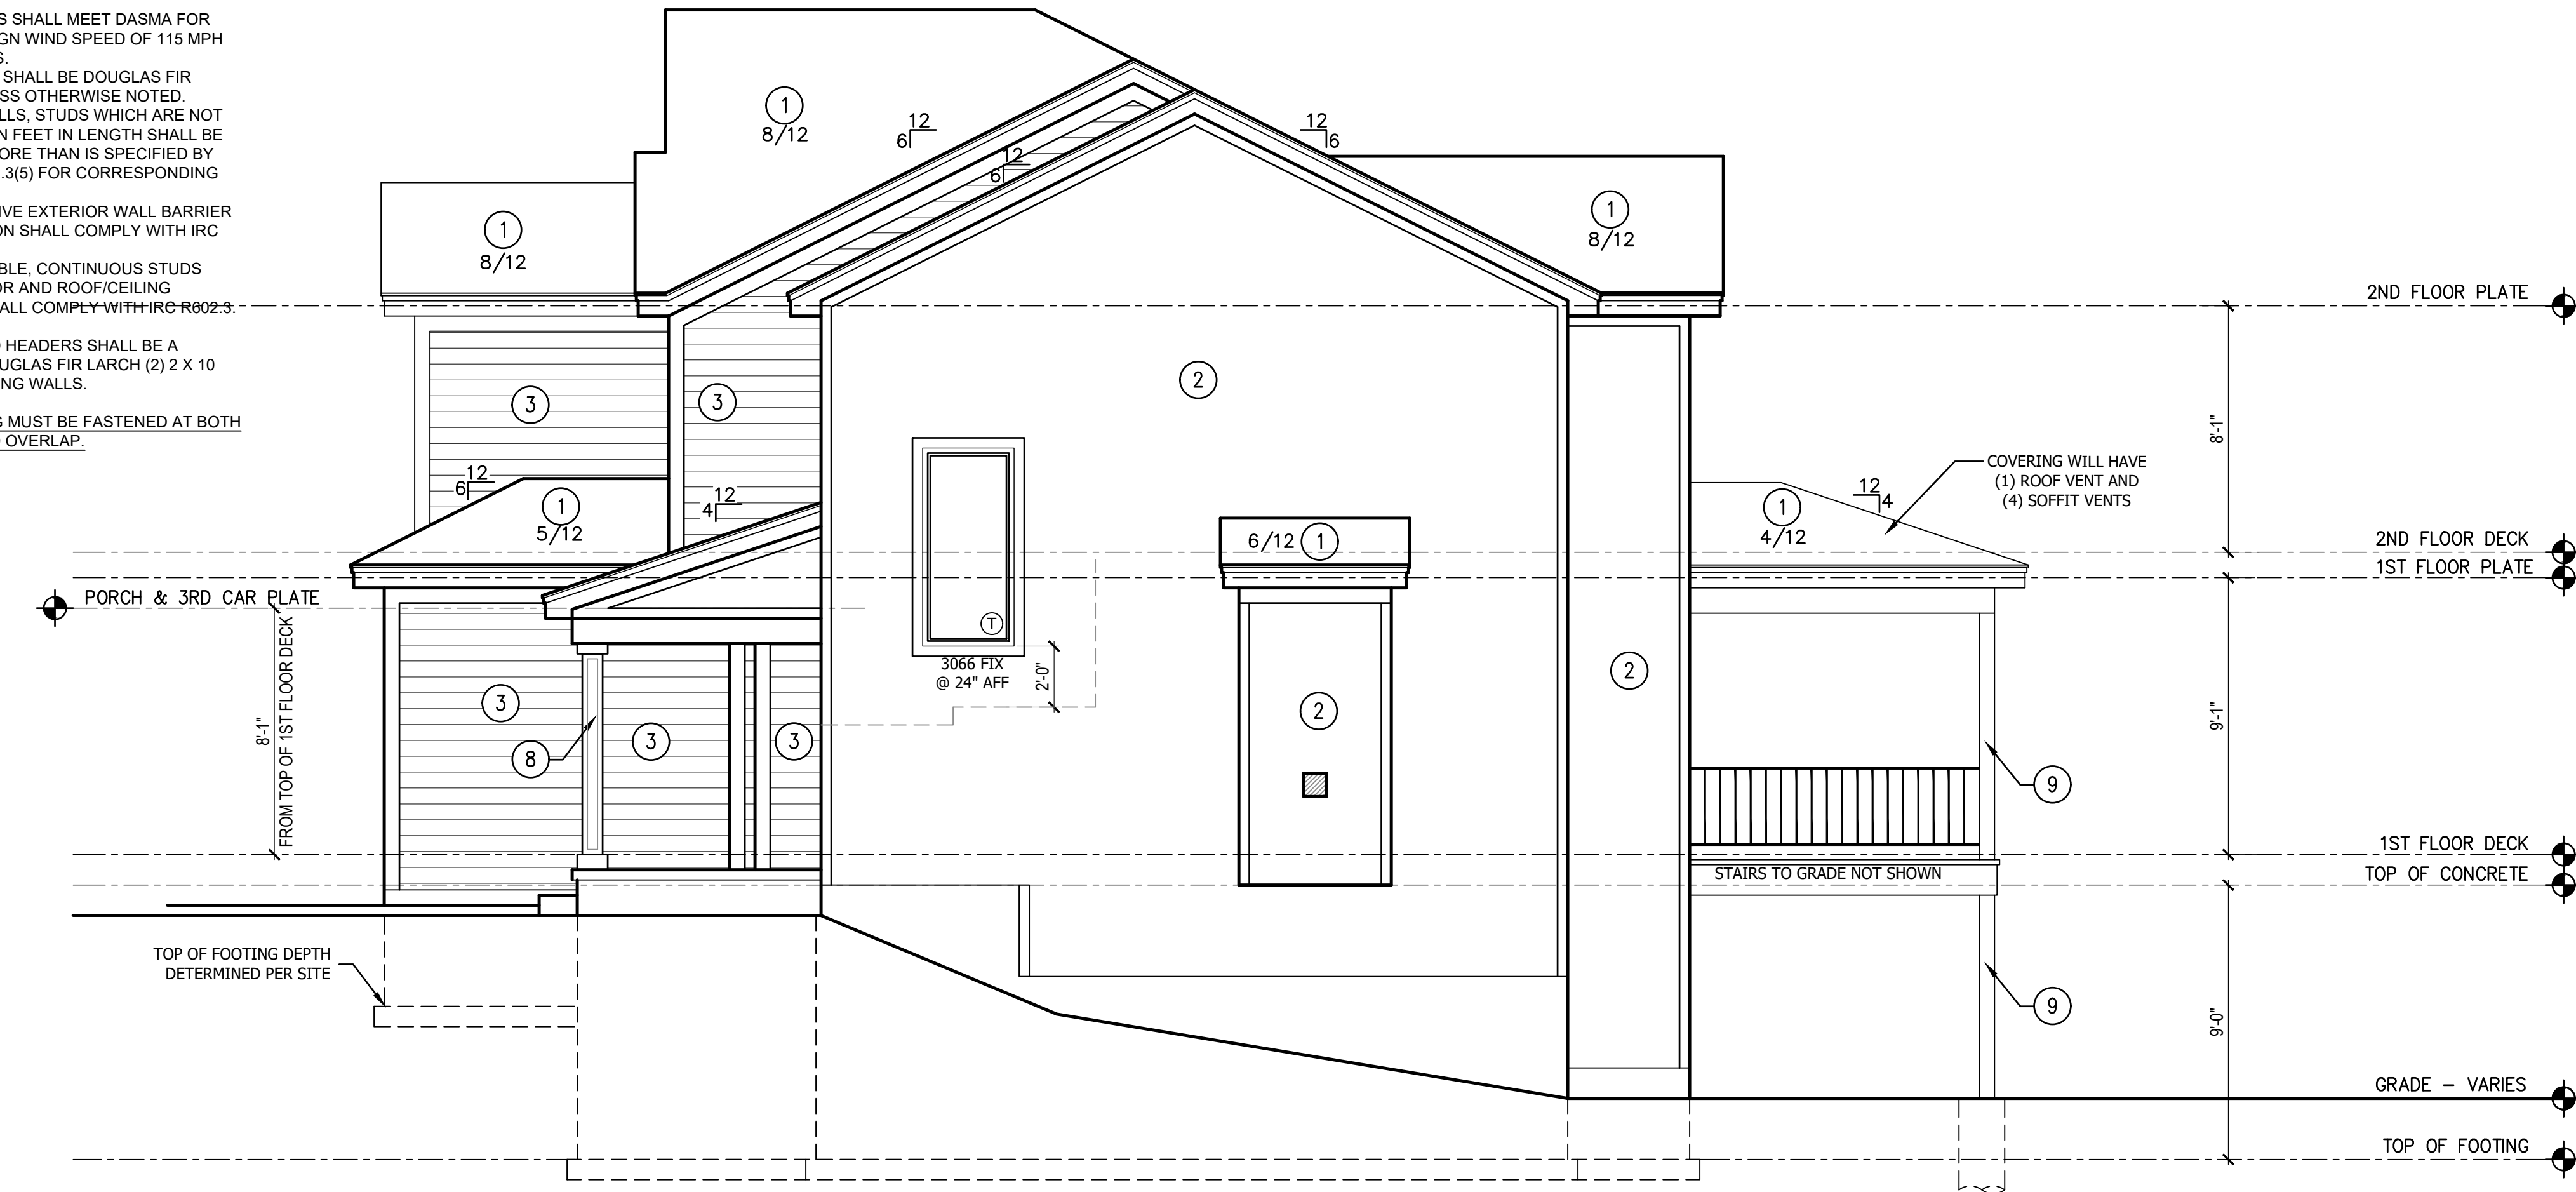 S SHALL MEET DASMA FOR
GN WIND SPEED OF 115 MPH
S.
SHALL BE DOUGLAS FIR
SS OTHERWISE NOTED.
LLS, STUDS WHICH ARE NOT
N FEET IN LENGTH SHALL BE
ORE THAN IS SPECIFIED BY
.3(5) FOR CORRESPONDING
IVE EXTERIOR WALL BARRIER
ON SHALL COMPLY WITH IRC
BLE, CONTINUOUS STUDS
OR AND ROOF/CEILING
ALL COMPLY WITH IRC R602.3.
HEADERS SHALL BE A
UGLAS FIR LARCH (2) 2 X 10
NG WALLS.
G MUST BE FASTENED AT BOTH
OVERLAP.
1
8/12
12
6
12
6
12
6
1
8/12
1
8/12
2ND FLOOR PLATE
3
3
2
8'-1"
12
6
1
5/12
12
4
COVERING WILL HAVE
(1) ROOF VENT AND
(4) SOFFIT VENTS
12
4
1
4/12
6/12 1
2ND FLOOR DECK
1ST FLOOR PLATE
PORCH & 3RD CAR PLATE
T
3066 FIX
@ 24" AFF
2'-0"
8'-1"
FROM TOP OF 1ST FLOOR DECK
3
8
3
3
2
2
9'-1"
9
1ST FLOOR DECK
STAIRS TO GRADE NOT SHOWN
TOP OF CONCRETE
TOP OF FOOTING DEPTH
DETERMINED PER SITE
9
9'-0"
GRADE - VARIES
TOP OF FOOTING